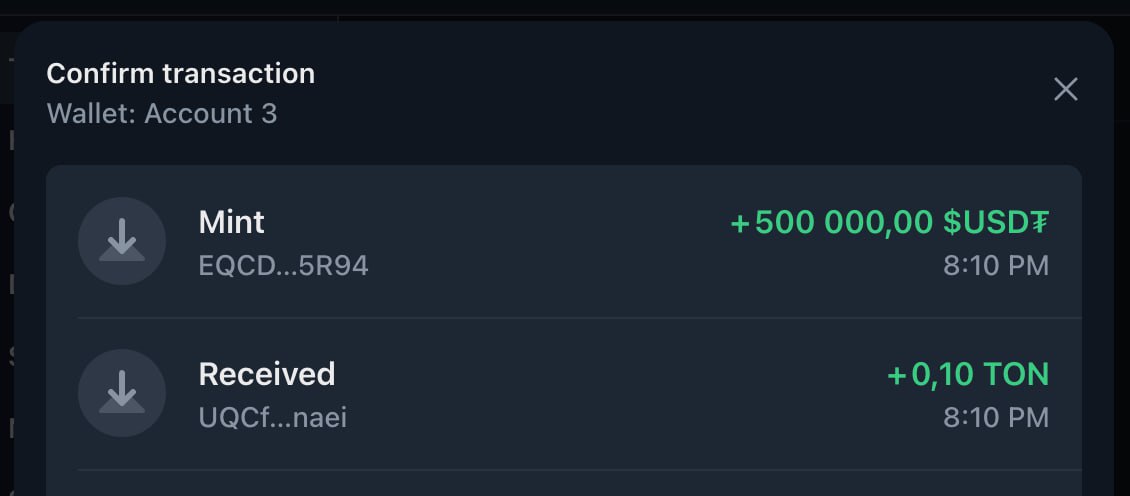 Confirm transaction
Wallet: Account 3
Mint
+500 000,00 $USD₮
EQCD...5R94
8:10 PM
Received
+0,10 TON
UQCf...naei
8:10 PM